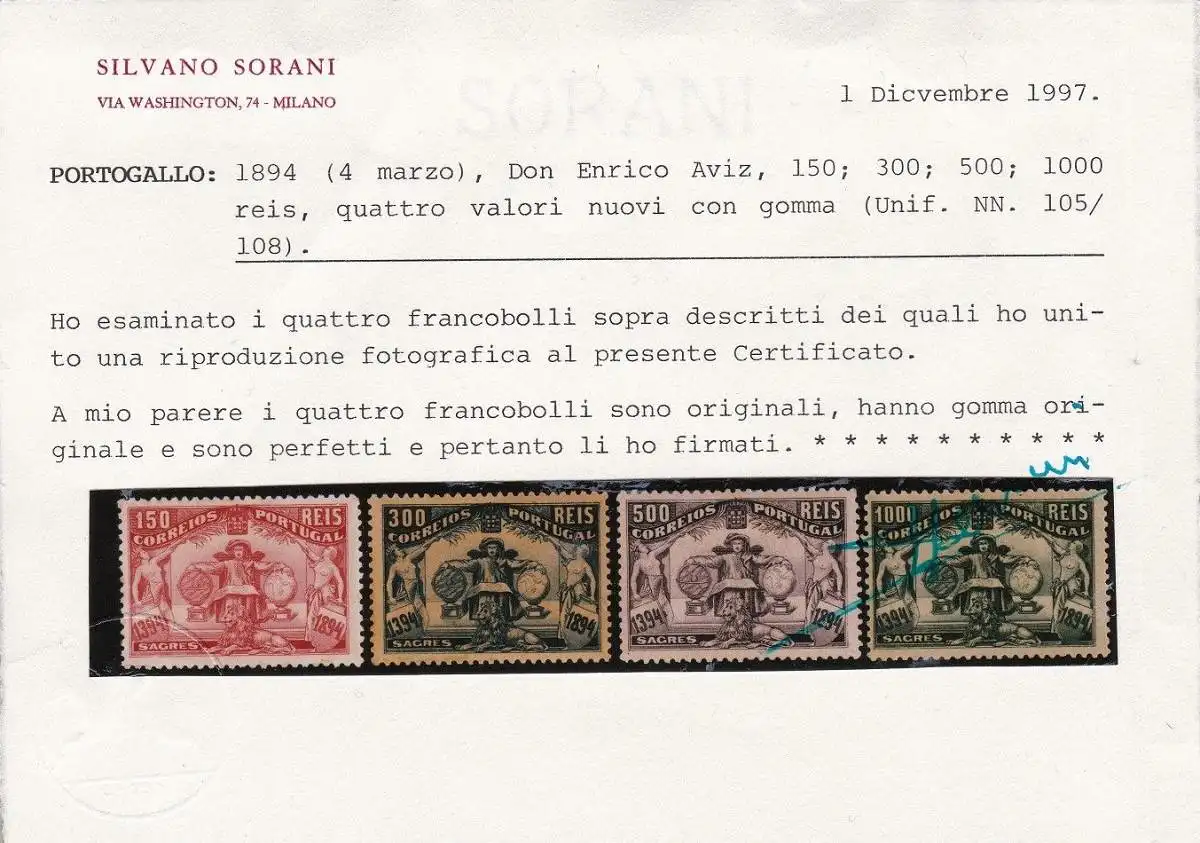 SILVANO SORANI
VIA WASHINGTON, 74 - MILANO
1 Dicvembre 1997.
PORTOGALLO: 1894 (4 marzo), Don Enrico Aviz, 150; 300; 500; 1000
reis, quattro valori nuovi con gomma (Unif. NN. 105/
108).
Ho esaminato i quattro francobolli sopra descritti dei quali ho uni-
to una riproduzione fotografica al presente Certificato.
A mio parere i quattro francobolli sono originali, hanno gomma ori-
ginale e sono perfetti e pertanto li ho firmati. * * * * * * * * * *
150 REIS
CORREIOS PORTUGAL
1394 1894
SAGRES
300 REIS
CORREIOS PORTUGAL
1394 1894
SAGRES
500 REIS
CORREIOS PORTUGAL
1394 1894
SAGRES
1000 REIS
CORREIOS PORTUGAL
1394 1894
SAGRES
SORANI